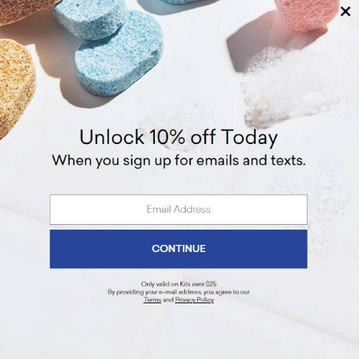 Unlock 10% off Today
When you sign up for emails and texts.
Email Address
CONTINUE
Only valid on Kits over $25
By providing your e-mail address, you agree to our
Terms and Privacy Policy